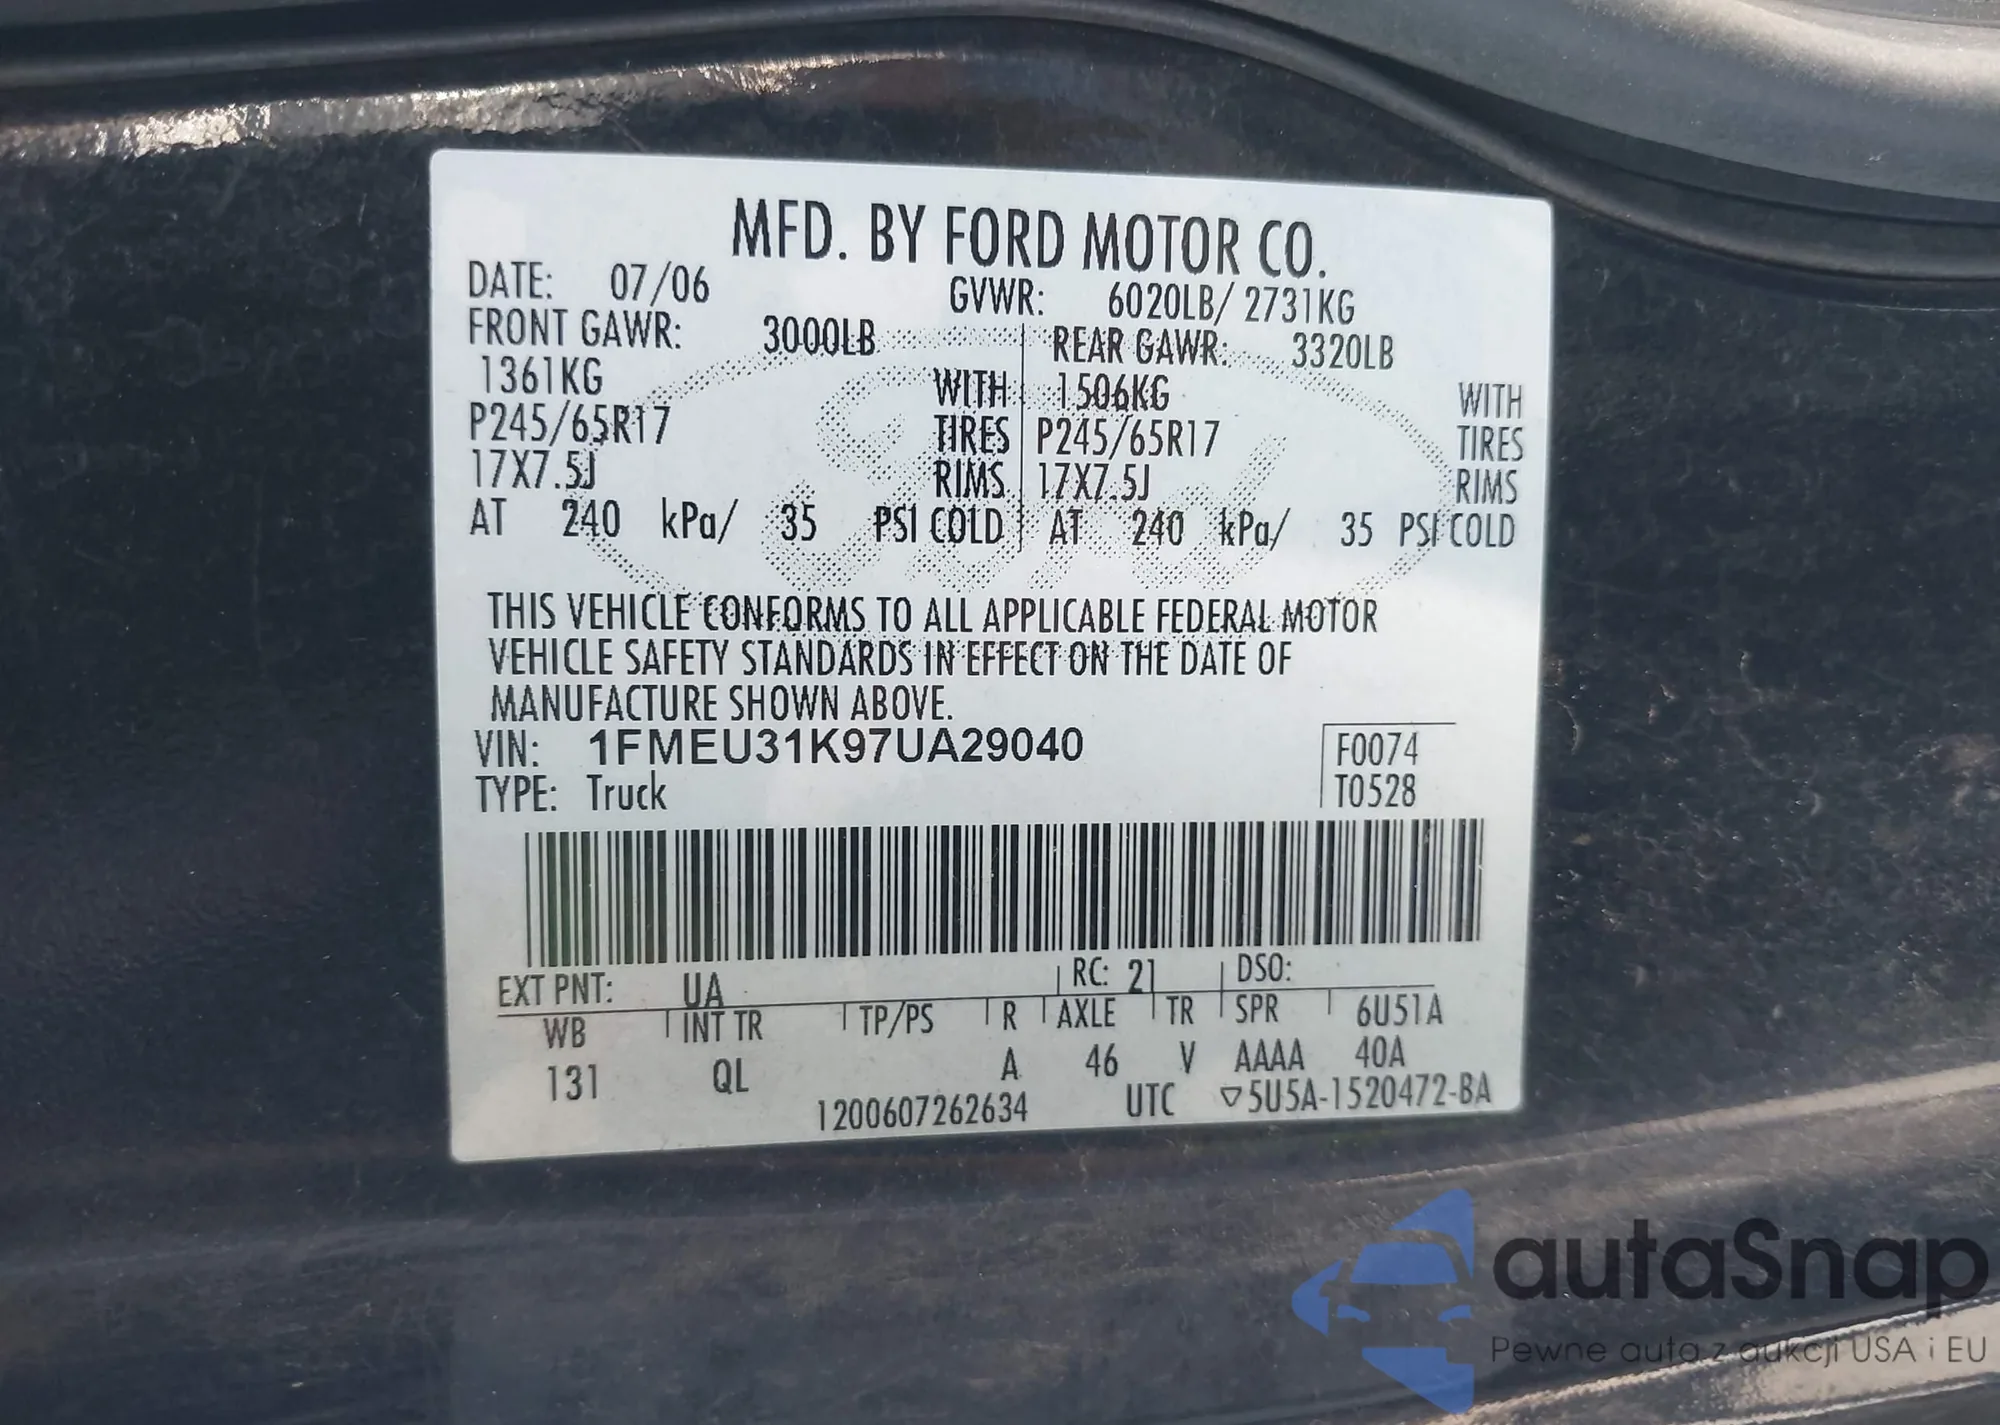 MFD. BY FORD MOTOR CO.
DATE: 07/06 GVWR: 6020LB/ 2731KG
FRONT GAWR: 3000LB REAR GAWR: 3320LB
1361KG WITH 1506KG WITH
P245/65R17 TIRES P245/65R17 TIRES
17X7.5J RIMS 17X7.5J RIMS
AT 240 kPa/ 35 PSI COLD AT 240 kPa/ 35 PSI COLD
THIS VEHICLE CONFORMS TO ALL APPLICABLE FEDERAL MOTOR
VEHICLE SAFETY STANDARDS IN EFFECT ON THE DATE OF
MANUFACTURE SHOWN ABOVE.
VIN: 1FMEU31K97UA29040 F0074
TYPE: Truck T0528
EXT PNT: UA RC: 21 DSO:
WB INT TR TP/PS R AXLE TR SPR 6U51A
131 QL A 46 V AAAA 40A
1200607262634 UTC ▽5U5A-1520472-BA
autaSnap
Pewne auta z aukcji USA i EU